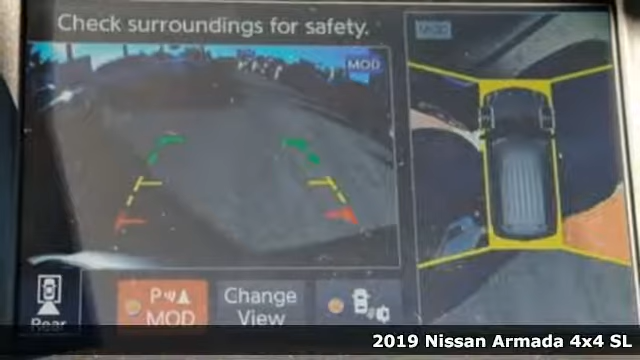 Check surroundings for safety.
MOD
MOD
Rear
P MOD
Change
View
2019 Nissan Armada 4x4 SL